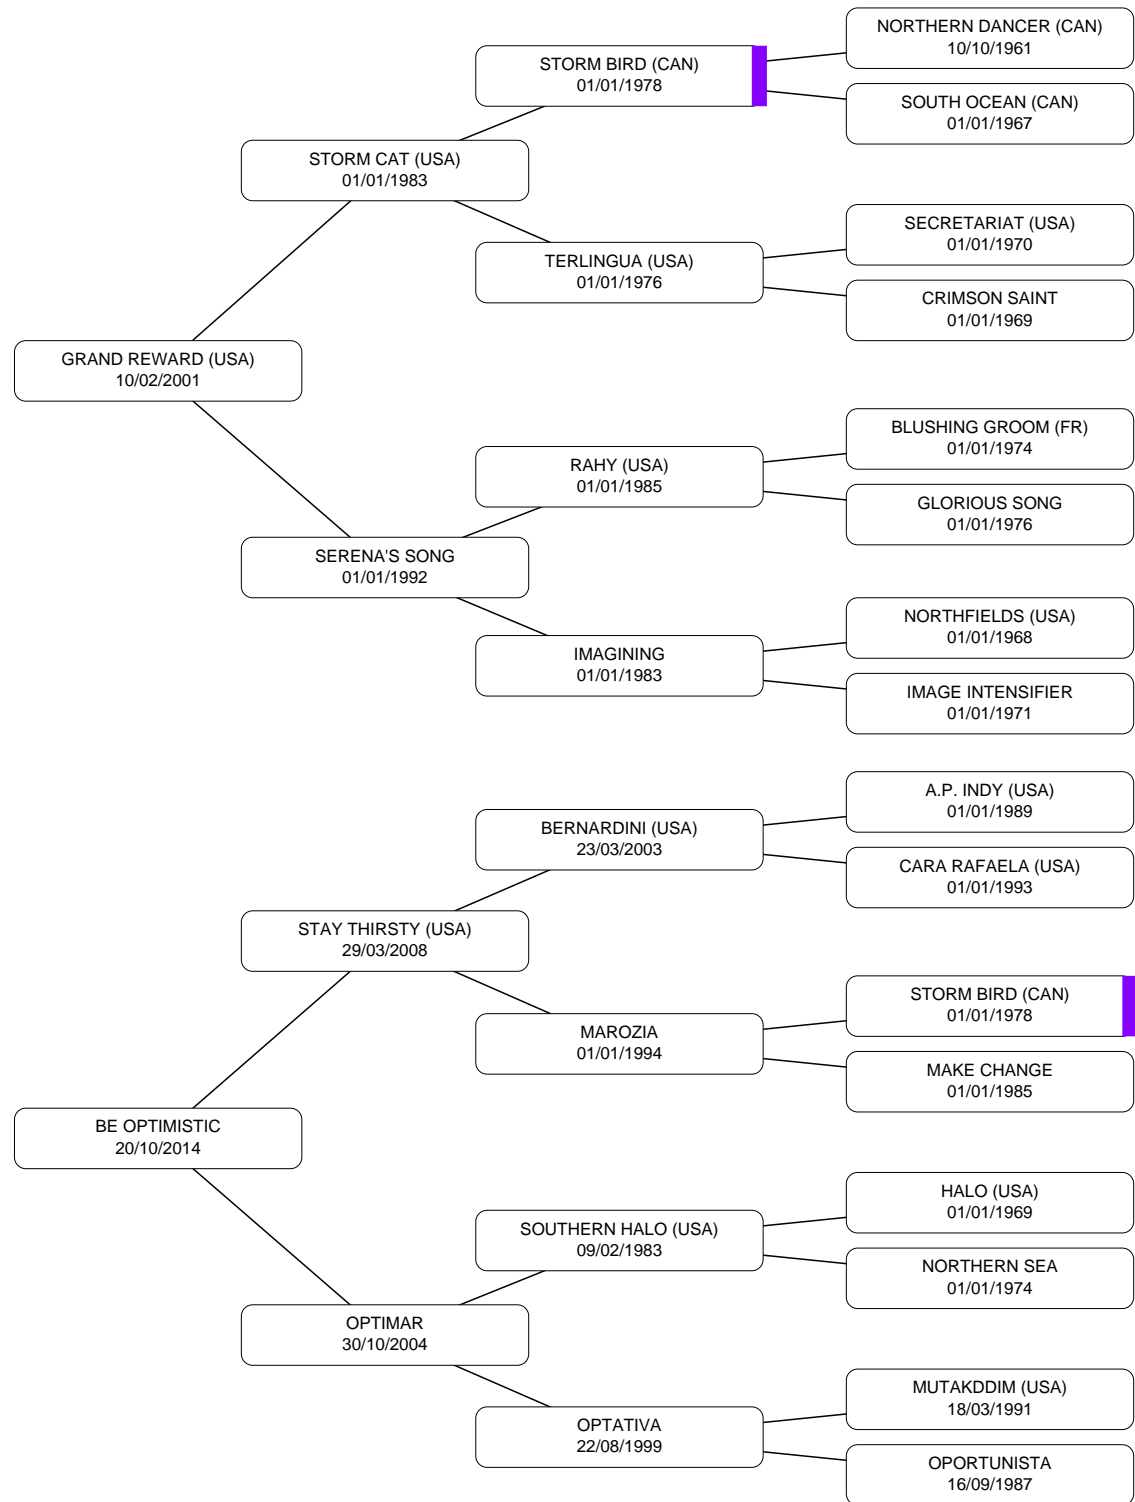 NORTHERN DANCER (CAN)
10/10/1961
STORM BIRD (CAN)
01/01/1978
SOUTH OCEAN (CAN)
01/01/1967
STORM CAT (USA)
01/01/1983
SECRETARIAT (USA)
01/01/1970
TERLINGUA (USA)
01/01/1976
CRIMSON SAINT
01/01/1969
GRAND REWARD (USA)
10/02/2001
BLUSHING GROOM (FR)
01/01/1974
RAHY (USA)
01/01/1985
GLORIOUS SONG
01/01/1976
SERENA'S SONG
01/01/1992
NORTHFIELDS (USA)
01/01/1968
IMAGINING
01/01/1983
IMAGE INTENSIFIER
01/01/1971
A.P. INDY (USA)
01/01/1989
BERNARDINI (USA)
23/03/2003
CARA RAFAELA (USA)
01/01/1993
STAY THIRSTY (USA)
29/03/2008
STORM BIRD (CAN)
01/01/1978
MAROZIA
01/01/1994
MAKE CHANGE
01/01/1985
BE OPTIMISTIC
20/10/2014
HALO (USA)
01/01/1969
SOUTHERN HALO (USA)
09/02/1983
NORTHERN SEA
01/01/1974
OPTIMAR
30/10/2004
MUTAKDDIM (USA)
18/03/1991
OPTATIVA
22/08/1999
OPORTUNISTA
16/09/1987